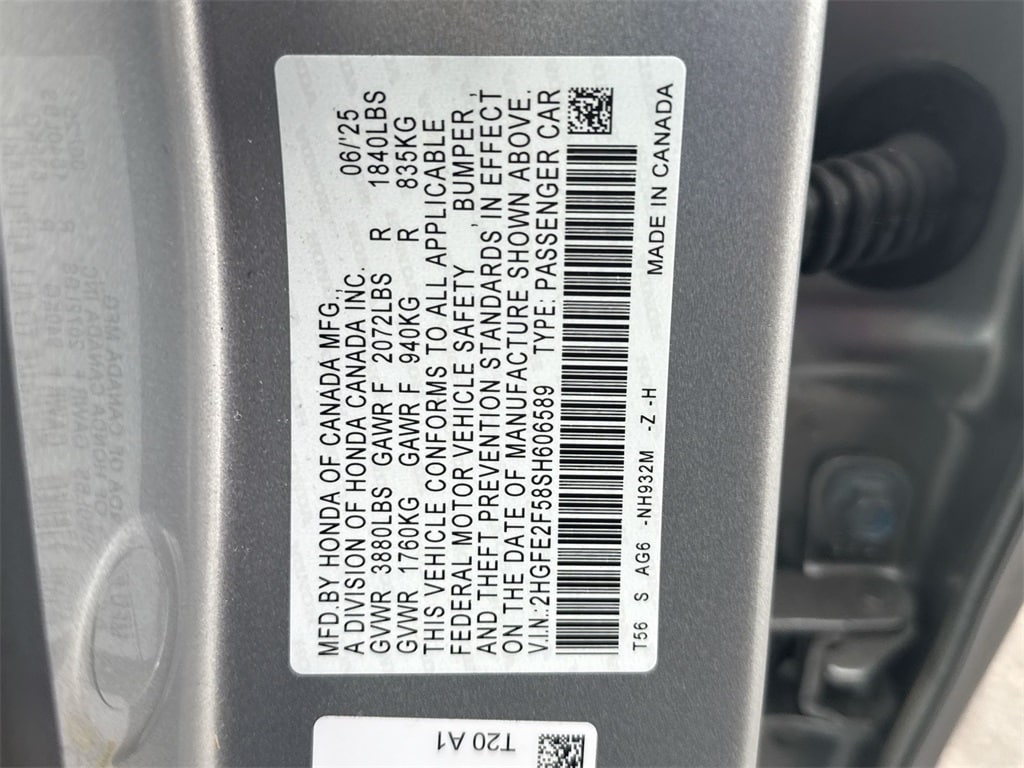 MFD.BY HONDA OF CANADA MFG., 06/'25
A DIVISION OF HONDA CANADA INC.
GVWR 3880LBS GAWR F 2072LBS R 1840LBS
GVWR 1760KG GAWR F 940KG R 835KG
THIS VEHICLE CONFORMS TO ALL APPLICABLE
FEDERAL MOTOR VEHICLE SAFETY , BUMPER,
AND THEFT PREVENTION STANDARDS, IN EFFECT
ON THE DATE OF MANUFACTURE SHOWN ABOVE.
V.I.N.:2HGFE2F58SH606589 TYPE: PASSENGER CAR
MADE IN CANADA
T56 S AG6 -NH932M -Z -H
T20 A1